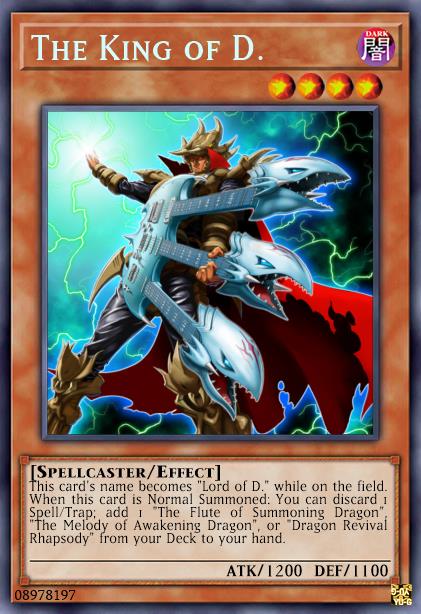 The King of D.
DARK
闇
[Spellcaster/Effect]
This card's name becomes "Lord of D." while on the field.
When this card is Normal Summoned: You can discard 1
Spell/Trap; add 1 "The Flute of Summoning Dragon",
"The Melody of Awakening Dragon", or "Dragon Revival
Rhapsody" from your Deck to your hand.
ATK/1200 DEF/1100
08978197